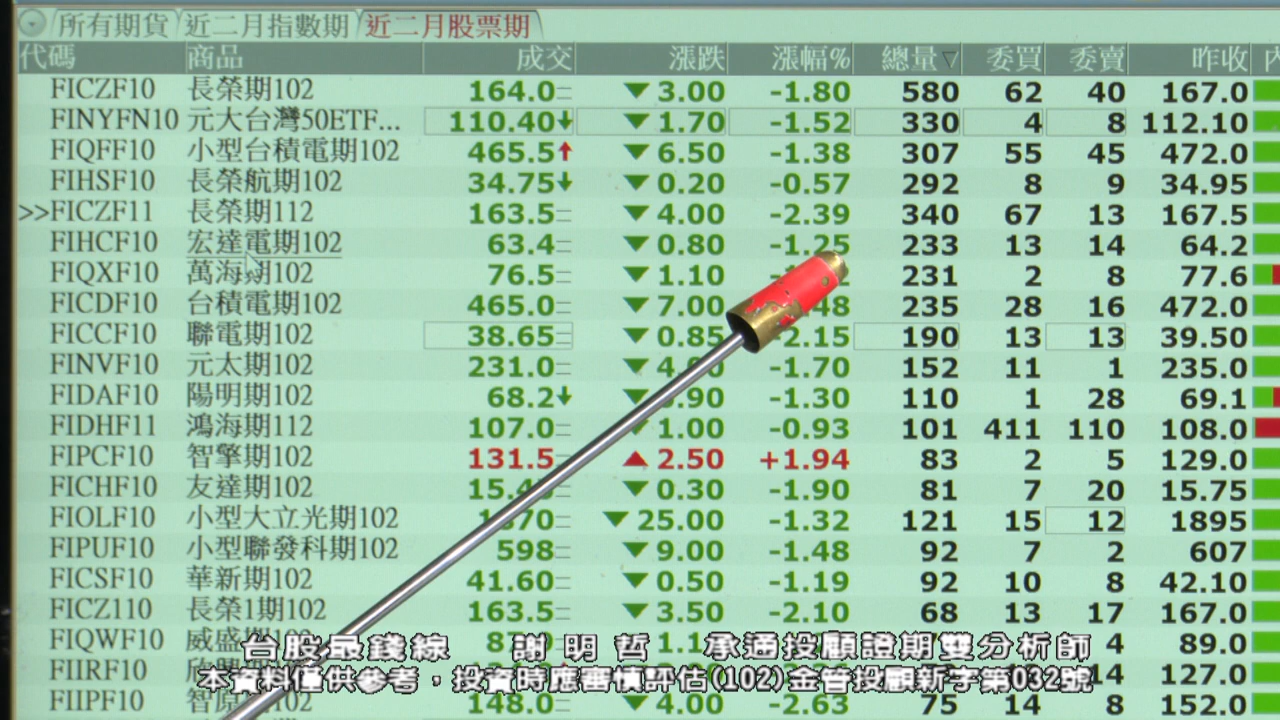 所有期貨 近二月指數期 近二月股票期
代碼 商品 成交 漲跌 漲幅% 總量▽ 委買 委賣 昨收
FICZF10 長榮期102 164.0 ▼ 3.00 -1.80 580 62 40 167.0
FINYFN10 元大台灣50ETF... 110.40↓ ▼ 1.70 -1.52 330 4 8 112.10
FIQFF10 小型台積電期102 465.5↑ ▼ 6.50 -1.38 307 55 45 472.0
FIHSF10 長榮航期102 34.75↓ ▼ 0.20 -0.57 292 8 9 34.95
>>FICZF11 長榮期112 163.5 ▼ 4.00 -2.39 340 67 13 167.5
FIHCF10 宏達電期102 63.4 ▼ 0.80 -1.25 233 13 14 64.2
FIQXF10 萬海期102 76.5 ▼ 1.10 231 2 8 77.6
FICDF10 台積電期102 465.0 ▼ 7.00 235 28 16 472.0
FICCF10 聯電期102 38.65 ▼ 0.85 -2.15 190 13 13 39.50
FINVF10 元太期102 231.0 ▼ -1.70 152 11 1 235.0
FIDAF10 陽明期102 68.2↓ ▼ -1.30 110 1 28 69.1
FIDHF11 鴻海期112 107.0 ▼ 1.00 -0.93 101 411 110 108.0
FIPCF10 智擎期102 131.5 ▲ 2.50 +1.94 83 2 5 129.0
FICHF10 友達期102 ▼ 0.30 -1.90 81 7 20 15.75
FIOLF10 小型大立光期102 ▼ 25.00 -1.32 121 15 12 1895
FIPUF10 小型聯發科期102 598 ▼ 9.00 -1.48 92 7 2 607
FICSF10 華新期102 41.60 ▼ 0.50 -1.19 92 10 8 42.10
FICZ110 長榮1期102 163.5 ▼ 3.50 -2.10 68 13 17 167.0
FIQWF10 威盛 4 89.0
台股最錢線 謝明哲 承通投顧證期雙分析師
FIIRF10 14 127.0
本資料僅供參考，投資時應審慎評估(102)金管投顧新字第032號
FIIPF10 智原 148.0 ▼ 4.00 -2.63 75 14 8 152.0